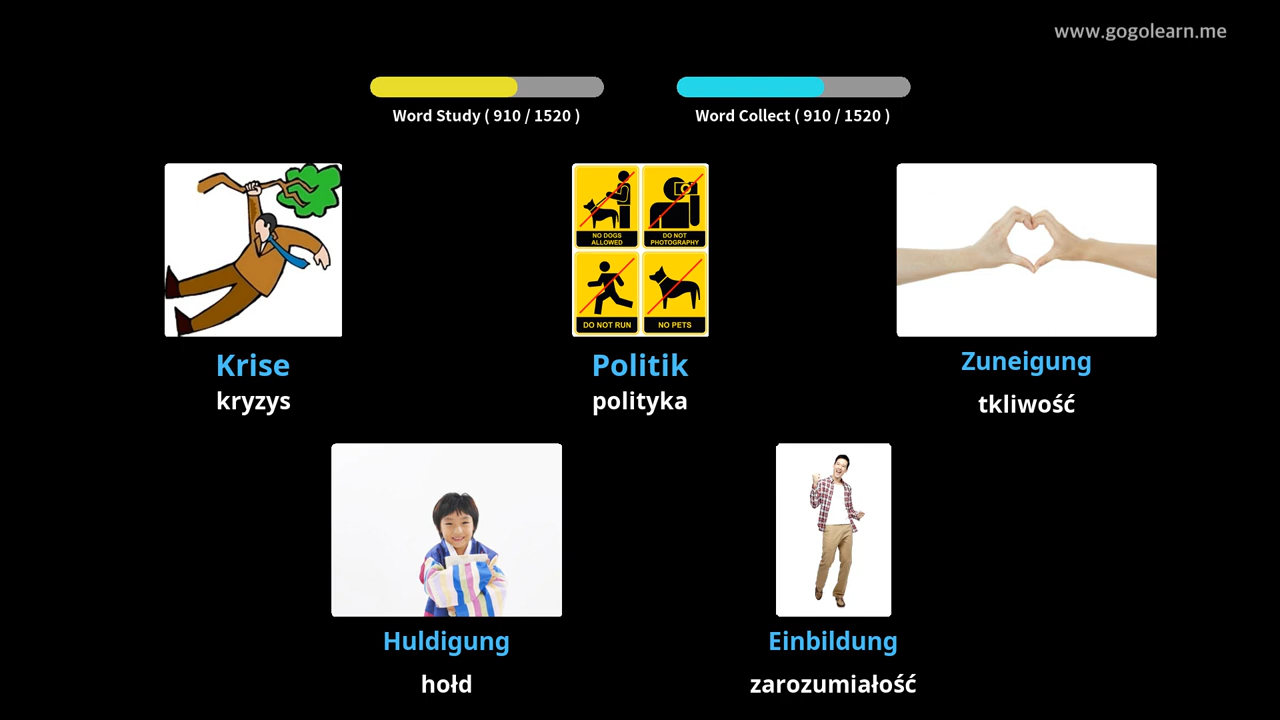 www.gogolearn.me
Word Study ( 910 / 1520 )
Word Collect ( 910 / 1520 )
NO DOGS
ALLOWED
DO NOT
PHOTOGRAPHY
DO NOT RUN
NO PETS
Krise
kryzys
Politik
polityka
Zuneigung
tkliwość
Huldigung
hołd
Einbildung
zarozumiałość